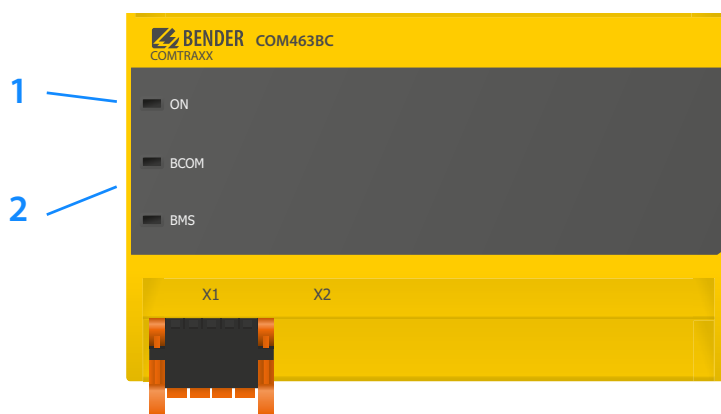 BENDER COM463BC
COMTRAXX
1
ON
BCOM
2
BMS
X1 X2